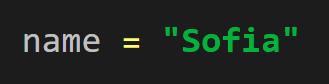 name = "Sofia"